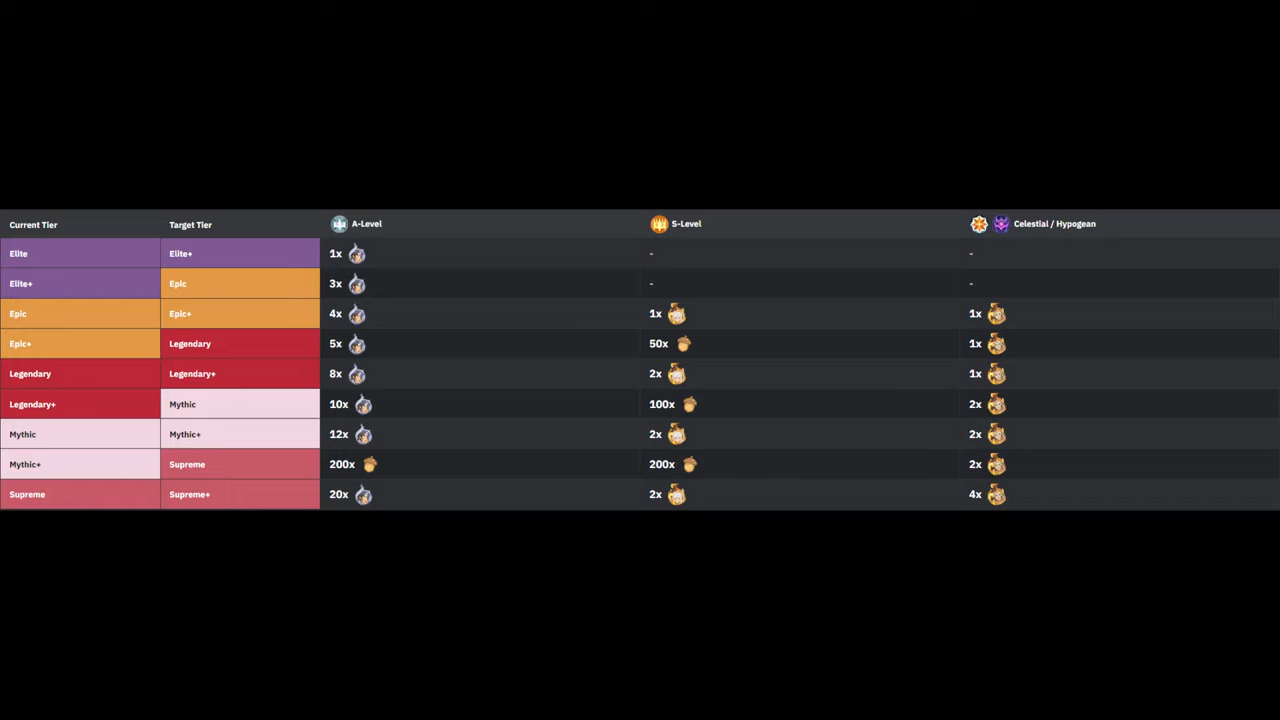 Current Tier Target Tier A-Level S-Level Celestial / Hypogean
Elite Elite+ 1x - -
Elite+ Epic 3x - -
Epic Epic+ 4x 1x 1x
Epic+ Legendary 5x 50x 1x
Legendary Legendary+ 8x 2x 1x
Legendary+ Mythic 10x 100x 2x
Mythic Mythic+ 12x 2x 2x
Mythic+ Supreme 200x 200x 2x
Supreme Supreme+ 20x 2x 4x